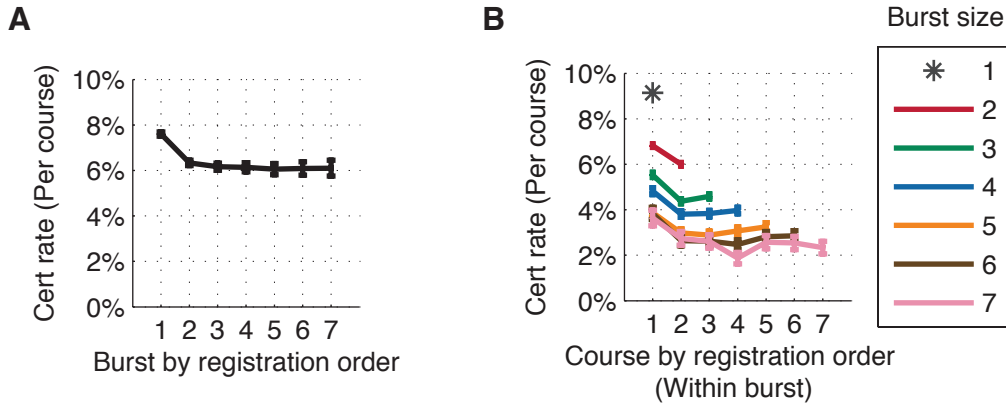 A
Cert rate (Per course)
10%
8%
6%
4%
2%
0%
1 2 3 4 5 6 7
Burst by registration order
B
Cert rate (Per course)
10%
8%
6%
4%
2%
0%
1 2 3 4 5 6 7
Course by registration order
(Within burst)
Burst size
1
2
3
4
5
6
7